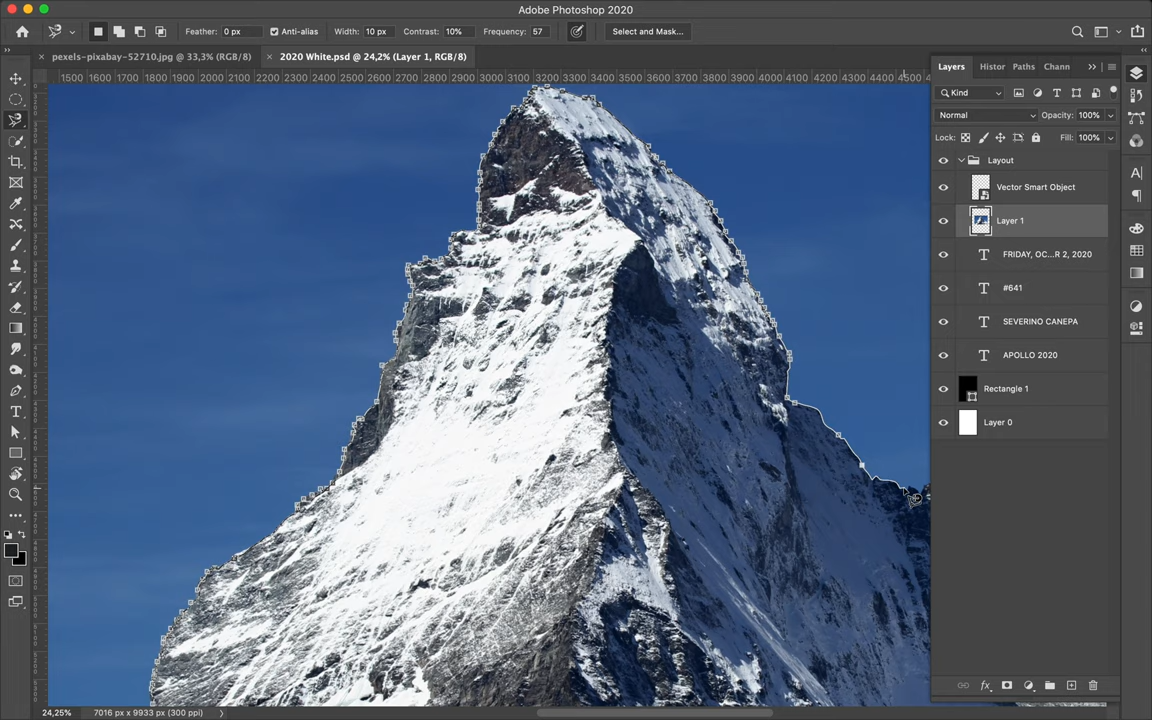 Adobe Photoshop 2020
Feather: 0 px Anti-alias Width: 10 px Contrast: 10% Frequency: 57 Select and Mask...
pexels-pixabay-52710.jpg @ 33,3% (RGB/8) 2020 White.psd @ 24,2% (Layer 1, RGB/8)
1500 1600 1700 1800 1900 2000 2100 2200 2300 2400 2500 2600 2700 2800 2900 3000 3100 3200 3300 3400 3500 3600 3700 3800 3900 4000 4100 4200 4300 4400 4500
Layers Histor Paths Chann
Kind
Normal Opacity: 100%
Lock: Fill: 100%
Layout
Vector Smart Object
Layer 1
FRIDAY, OC...R 2, 2020
#641
SEVERINO CANEPA
APOLLO 2020
Rectangle 1
Layer 0
24,25% 7016 px x 9933 px (300 ppi)